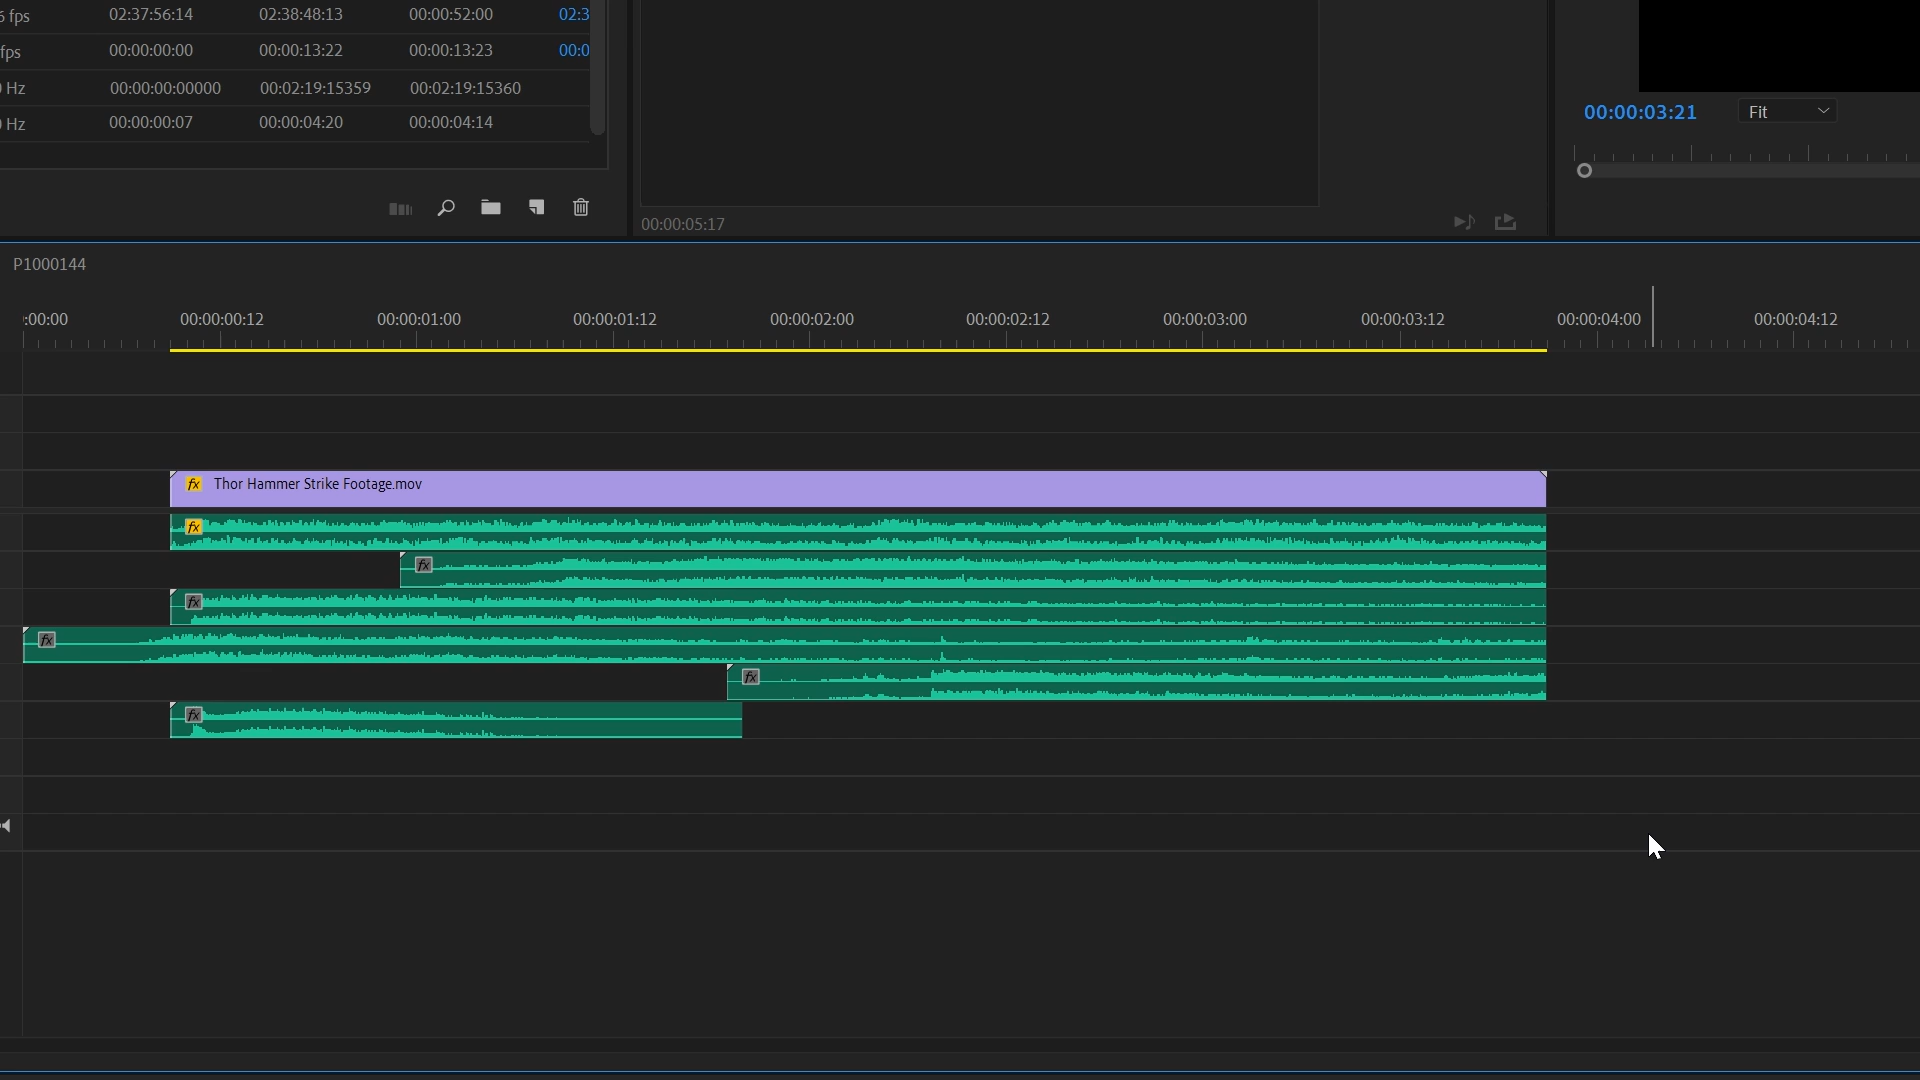 6 fps 02:37:56:14 02:38:48:13 00:00:52:00 02:3
fps 00:00:00:00 00:00:13:22 00:00:13:23 00:0
0 Hz 00:00:00:00000 00:02:19:15359 00:02:19:15360
0 Hz 00:00:00:07 00:00:04:20 00:00:04:14
00:00:03:21 Fit
00:00:05:17
P1000144
:00:00 00:00:00:12 00:00:01:00 00:00:01:12 00:00:02:00 00:00:02:12 00:00:03:00 00:00:03:12 00:00:04:00 00:00:04:12
fx Thor Hammer Strike Footage.mov
fx
fx
fx
fx
fx
fx